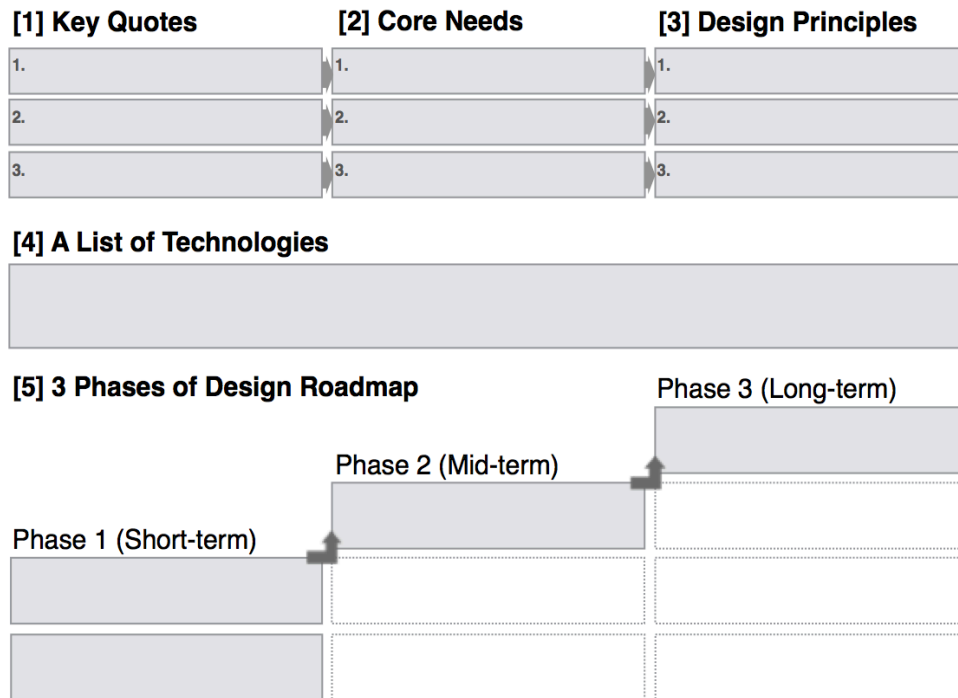 [1] Key Quotes
[2] Core Needs
[3] Design Principles
1.
1.
1.
2.
2.
2.
3.
3.
3.
[4] A List of Technologies
[5] 3 Phases of Design Roadmap
Phase 3 (Long-term)
Phase 2 (Mid-term)
Phase 1 (Short-term)